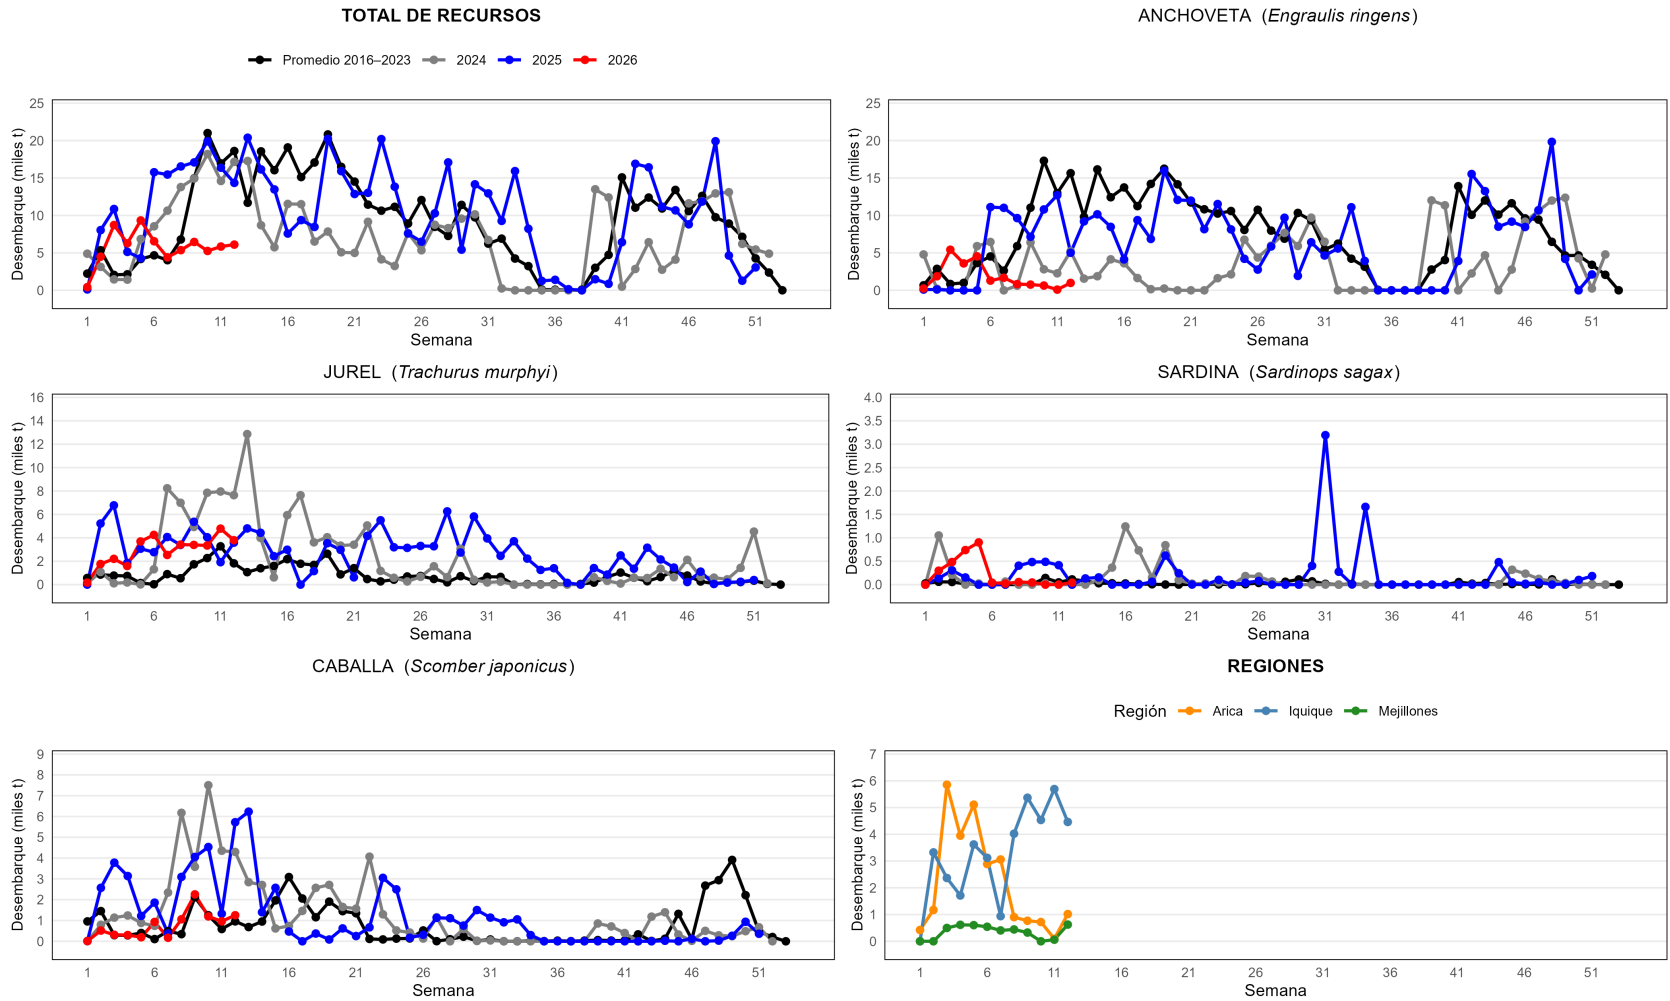 TOTAL DE RECURSOS
Promedio 2016–2023 2024 2025 2026
25
20
15
10
5
0
Desembarque (miles t)
1 6 11 16 21 26 31 36 41 46 51
Semana
ANCHOVETA (Engraulis ringens)
25
20
15
10
5
0
Desembarque (miles t)
1 6 11 16 21 26 31 36 41 46 51
Semana
JUREL (Trachurus murphyi)
16
14
12
10
8
6
4
2
0
Desembarque (miles t)
1 6 11 16 21 26 31 36 41 46 51
Semana
SARDINA (Sardinops sagax)
4.0
3.5
3.0
2.5
2.0
1.5
1.0
0.5
0.0
Desembarque (miles t)
1 6 11 16 21 26 31 36 41 46 51
Semana
CABALLA (Scomber japonicus)
9
8
7
6
5
4
3
2
1
0
Desembarque (miles t)
1 6 11 16 21 26 31 36 41 46 51
Semana
REGIONES
Región Arica Iquique Mejillones
7
6
5
4
3
2
1
0
Desembarque (miles t)
1 6 11 16 21 26 31 36 41 46 51
Semana